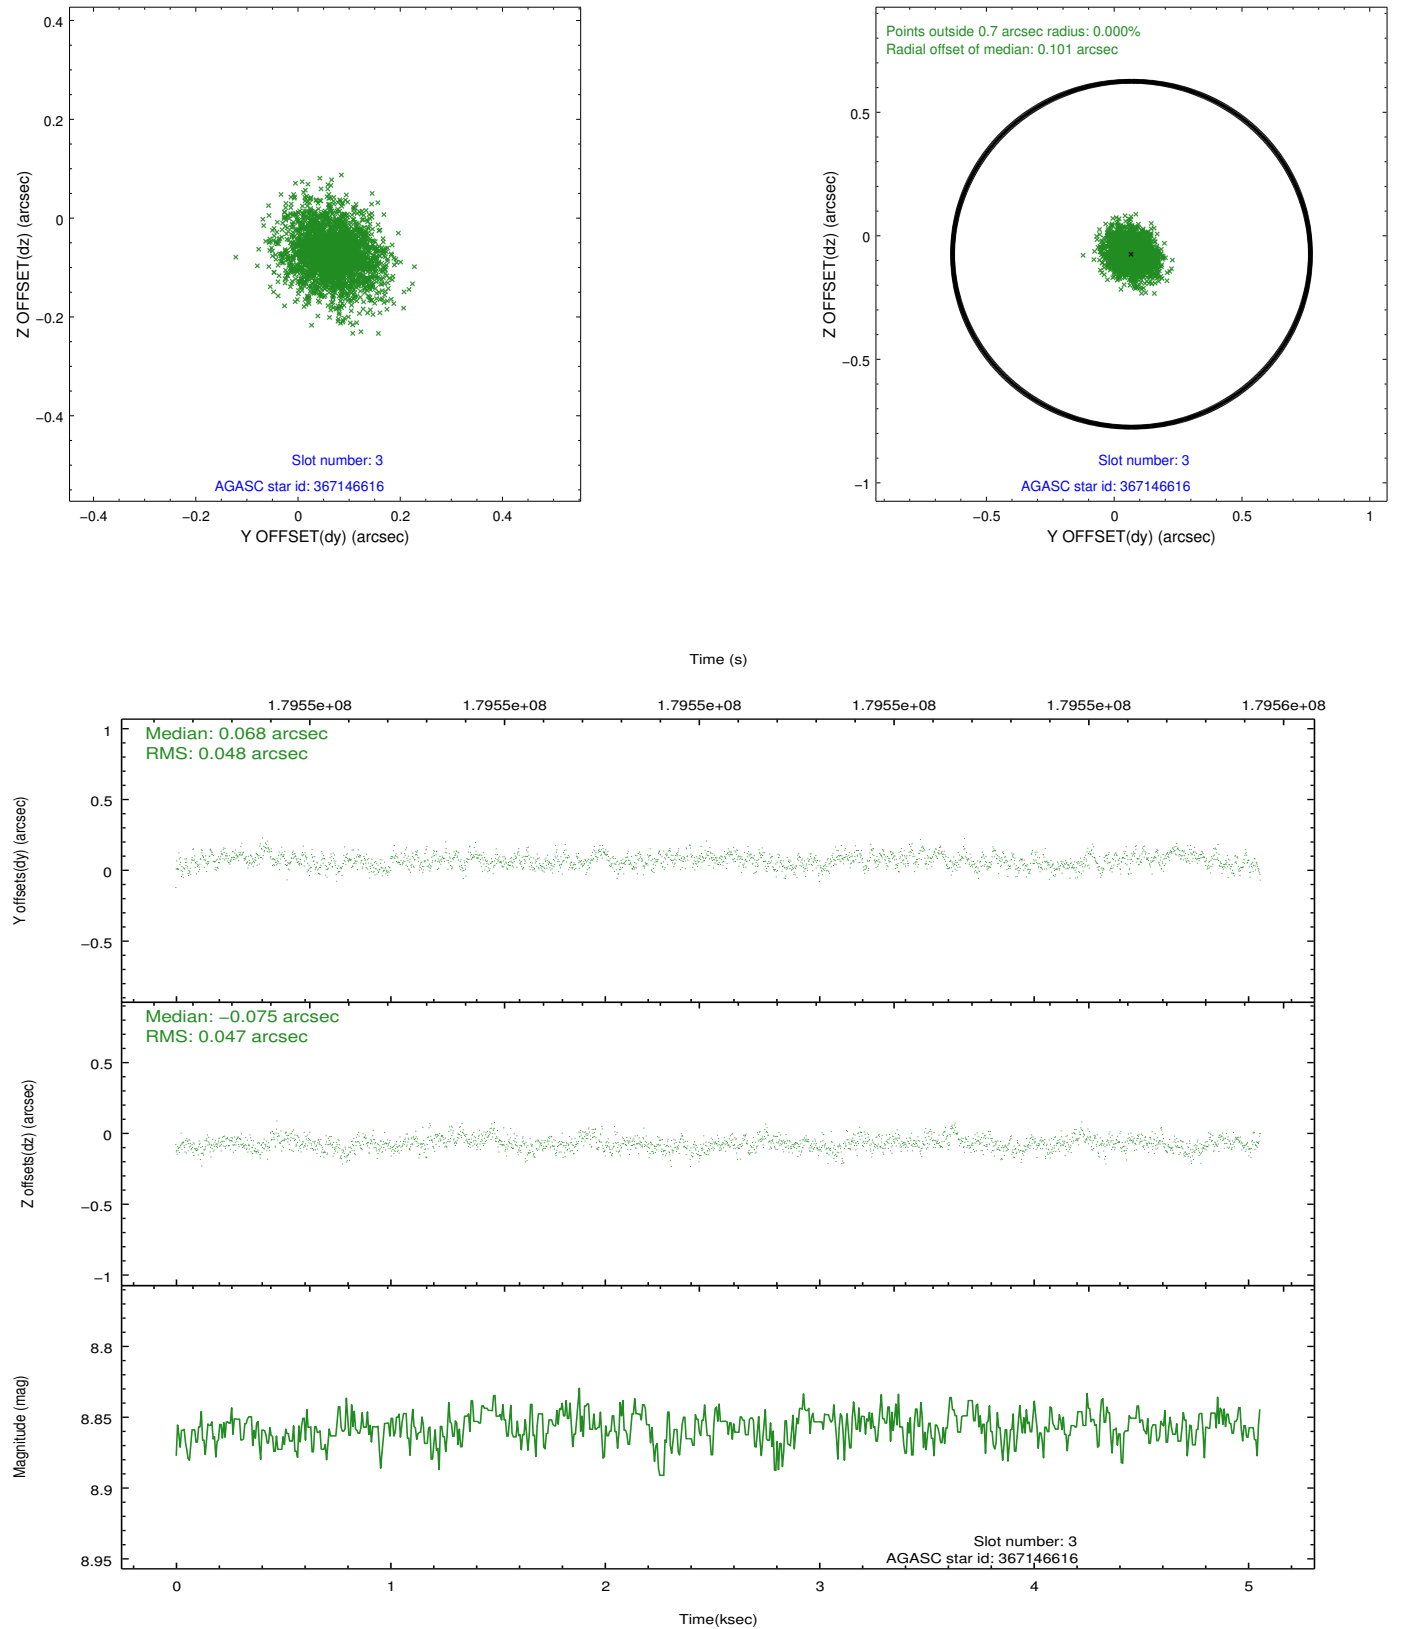 0.4
0.2
0
−0.2
−0.4
Z OFFSET(dz) (arcsec)
Slot number: 3
AGASC star id: 367146616
−0.4 −0.2 0 0.2 0.4
Y OFFSET(dy) (arcsec)
Points outside 0.7 arcsec radius: 0.000%
Radial offset of median: 0.101 arcsec
0.5
0
−0.5
−1
Z OFFSET(dz) (arcsec)
Slot number: 3
AGASC star id: 367146616
−0.5 0 0.5 1
Y OFFSET(dy) (arcsec)
Time (s)
1.7955e+08 1.7955e+08 1.7955e+08 1.7955e+08 1.7955e+08 1.7956e+08
Median: 0.068 arcsec
RMS: 0.048 arcsec
1
0.5
0
−0.5
Y offsets(dy) (arcsec)
Median: −0.075 arcsec
RMS: 0.047 arcsec
0.5
0
−0.5
−1
Z offsets(dz) (arcsec)
8.8
8.85
8.9
8.95
Magnitude (mag)
Slot number: 3
AGASC star id: 367146616
0 1 2 3 4 5
Time(ksec)